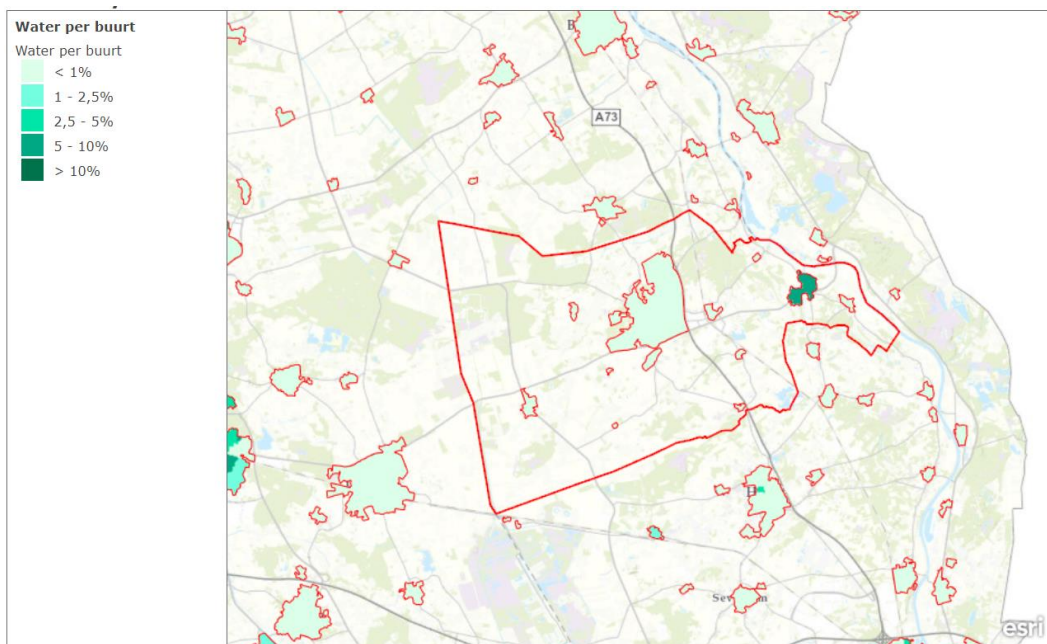 Water per buurt
Water per buurt
< 1%
1 - 2,5%
2,5 - 5%
5 - 10%
> 10%
B
A73
esri